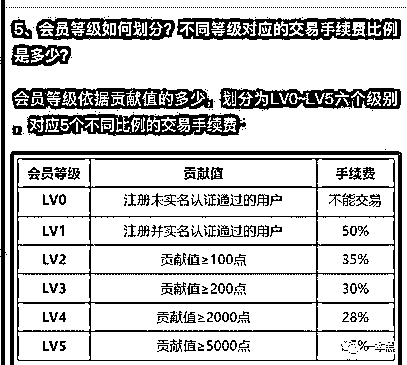 5、会员等级如何划分？不同等级对应的交易手续费比例
是多少？
会员等级依据贡献值的多少，划分为LV0-LV5六个级别
，对应5个不同比例的交易手续费
会员等级 贡献值 手续费
LV0 注册未实名认证通过的用户 不能交易
LV1 注册并实名认证通过的用户 50%
LV2 贡献值≥100点 35%
LV3 贡献值≥200点 30%
LV4 贡献值≥2000点 28%
LV5 贡献值≥5000点